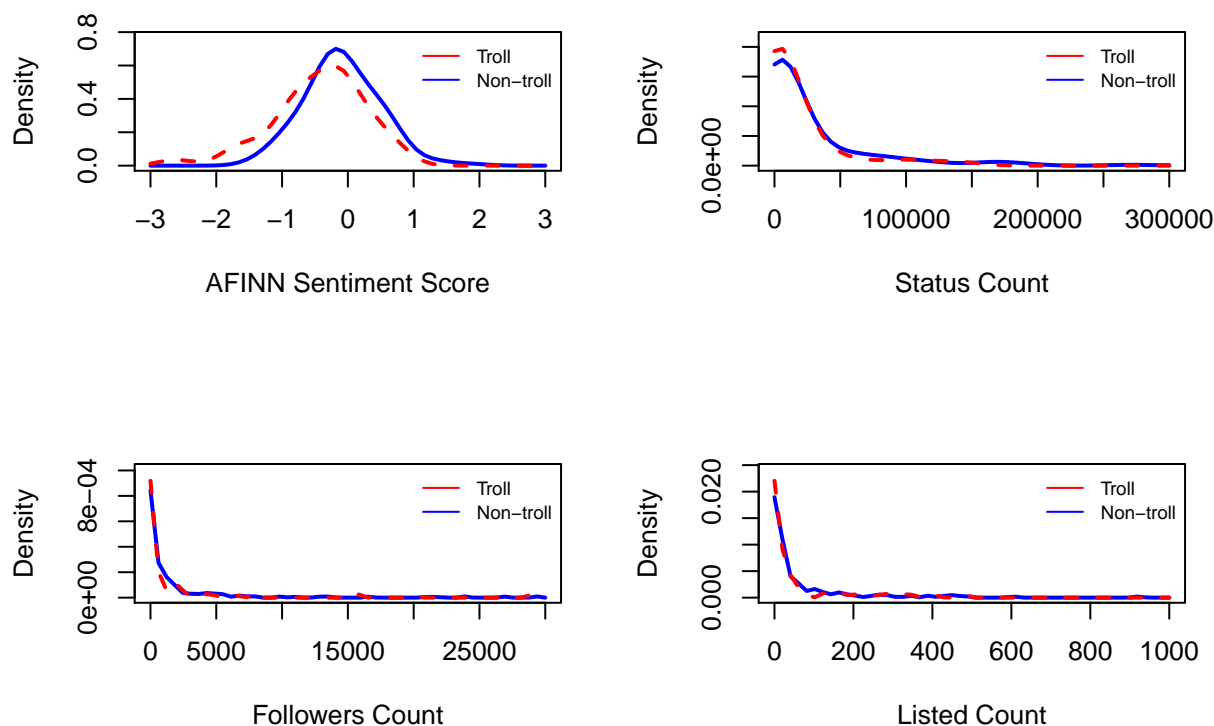 Density
0.0 0.4 0.8
Troll
Non−troll
−3 −2 −1 0 1 2 3
AFINN Sentiment Score
Density
0.0e+00
Troll
Non−troll
0 100000 200000 300000
Status Count
Density
0e+00 8e−04
Troll
Non−troll
0 5000 15000 25000
Followers Count
Density
0.000 0.020
Troll
Non−troll
0 200 400 600 800 1000
Listed Count